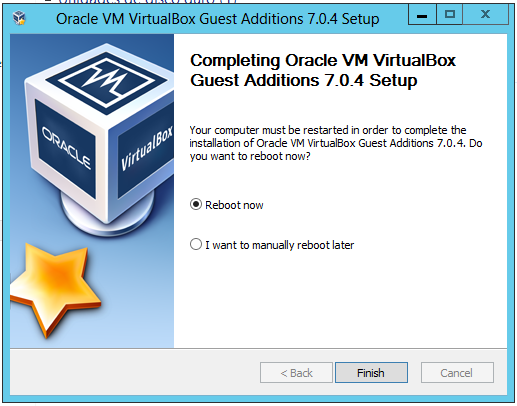 Oracle VM VirtualBox Guest Additions 7.0.4 Setup
ORACLE
VirtualBox
Completing Oracle VM VirtualBox
Guest Additions 7.0.4 Setup
Your computer must be restarted in order to complete the
installation of Oracle VM VirtualBox Guest Additions 7.0.4. Do
you want to reboot now?
Reboot now
I want to manually reboot later
< Back
Finish
Cancel